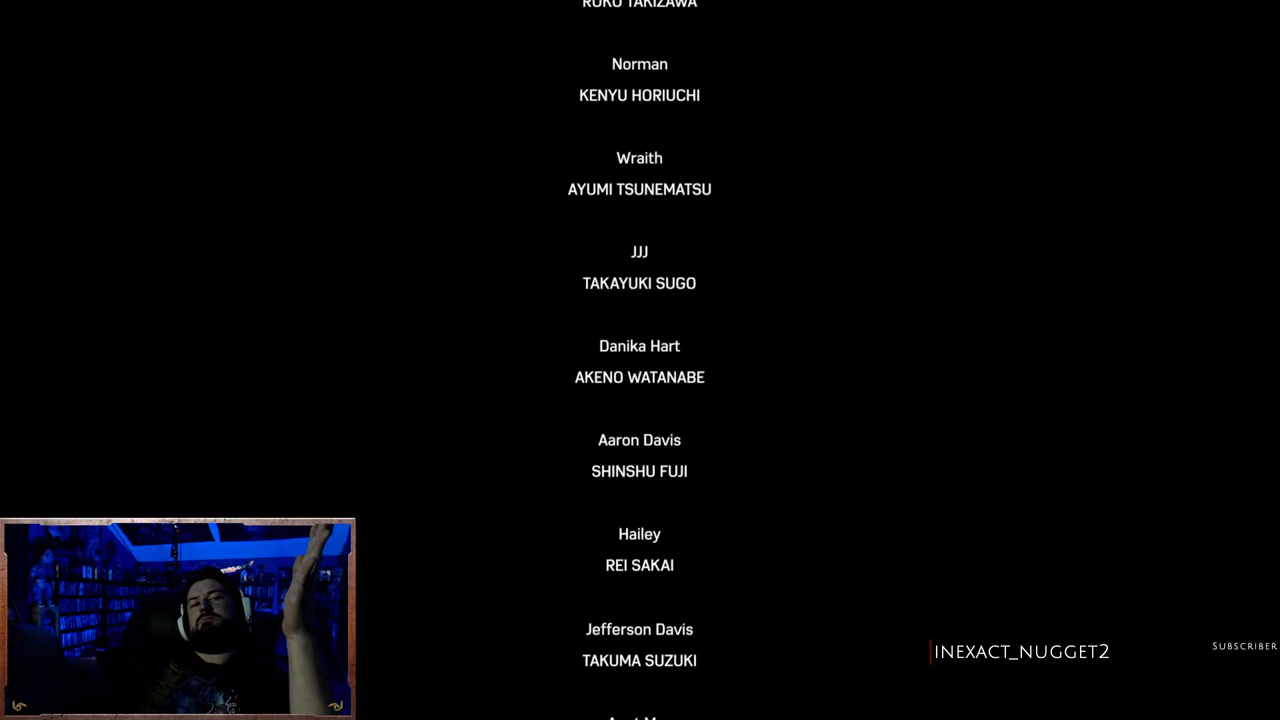 Norman
KENYU HORIUCHI
Wraith
AYUMI TSUNEMATSU
JJJ
TAKAYUKI SUGO
Danika Hart
AKENO WATANABE
Aaron Davis
SHINSHU FUJI
Hailey
REI SAKAI
Jefferson Davis
TAKUMA SUZUKI
INEXACT_NUGGET2
SUBSCRIBER